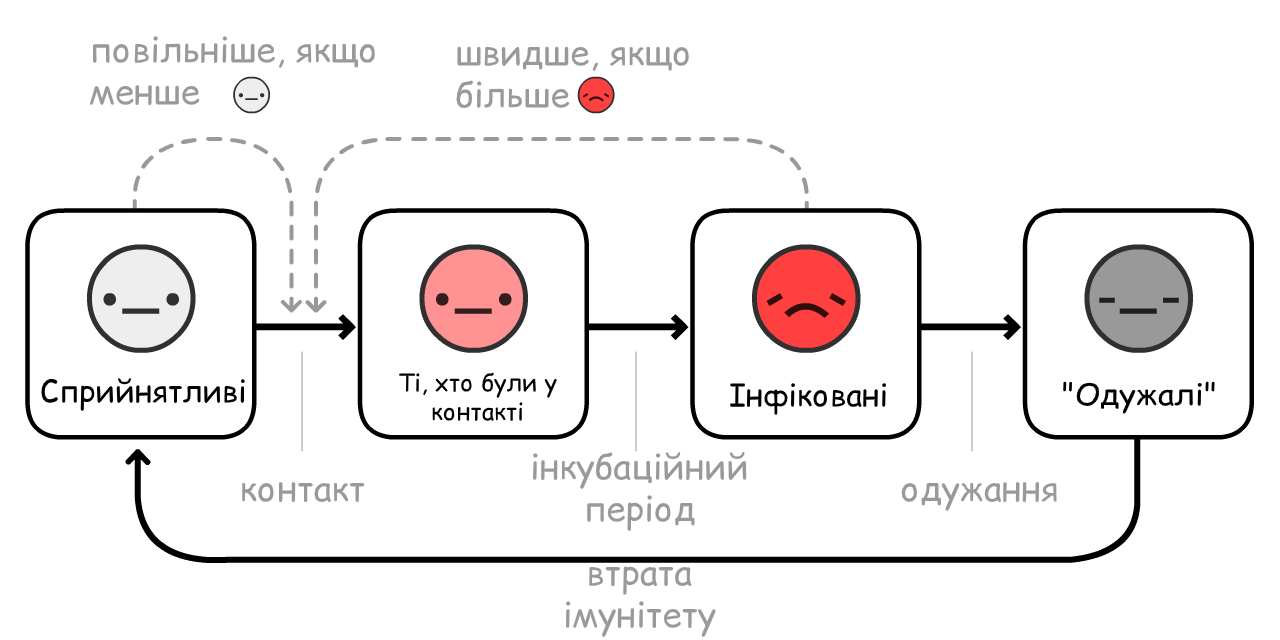 повільніше, якщо
менше
швидше, якщо
більше
Сприйнятливі
Ті, хто були у
контакті
Інфіковані
"Одужалі"
контакт
інкубаційний
період
одужання
втрата
імунітету